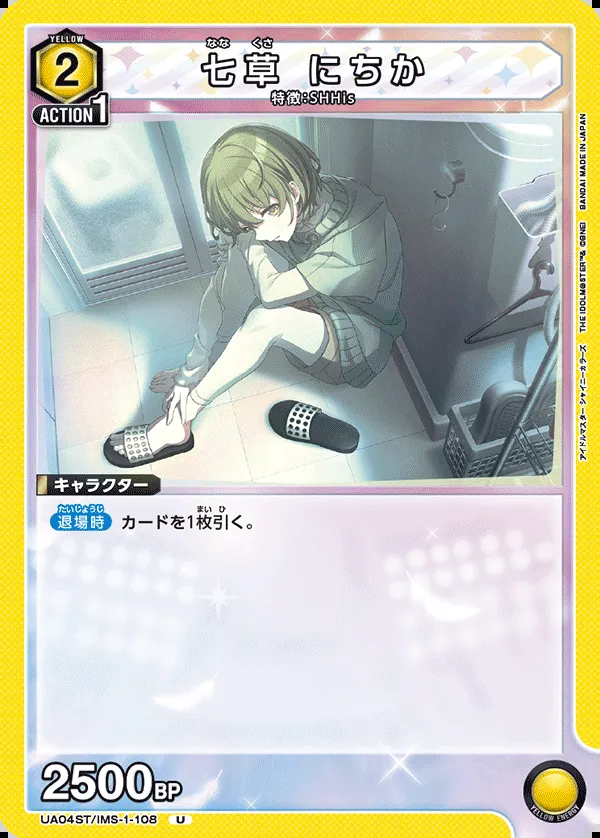 YELLOW
2
ACTION 1
なな くさ
七草 にちか
特徴:SHHis
アイドルマスター シャイニーカラーズ THE IDOLM@STER™& ©BNEI BANDAI MADE IN JAPAN
キャラクター
たいじょうじ まい ひ
退場時 カードを1枚引く。
2500BP
UA04ST/IMS-1-108 U
YELLOW ENERGY